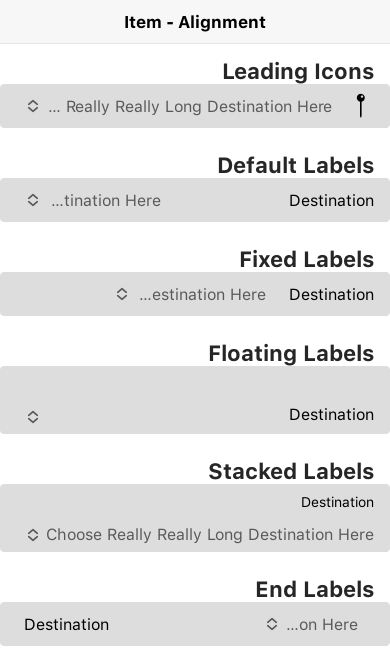 Item - Alignment
Leading Icons
... Really Really Long Destination Here
Default Labels
Destination
...tination Here
Fixed Labels
Destination
...estination Here
Floating Labels
Destination
Stacked Labels
Destination
Choose Really Really Long Destination Here
End Labels
...on Here
Destination